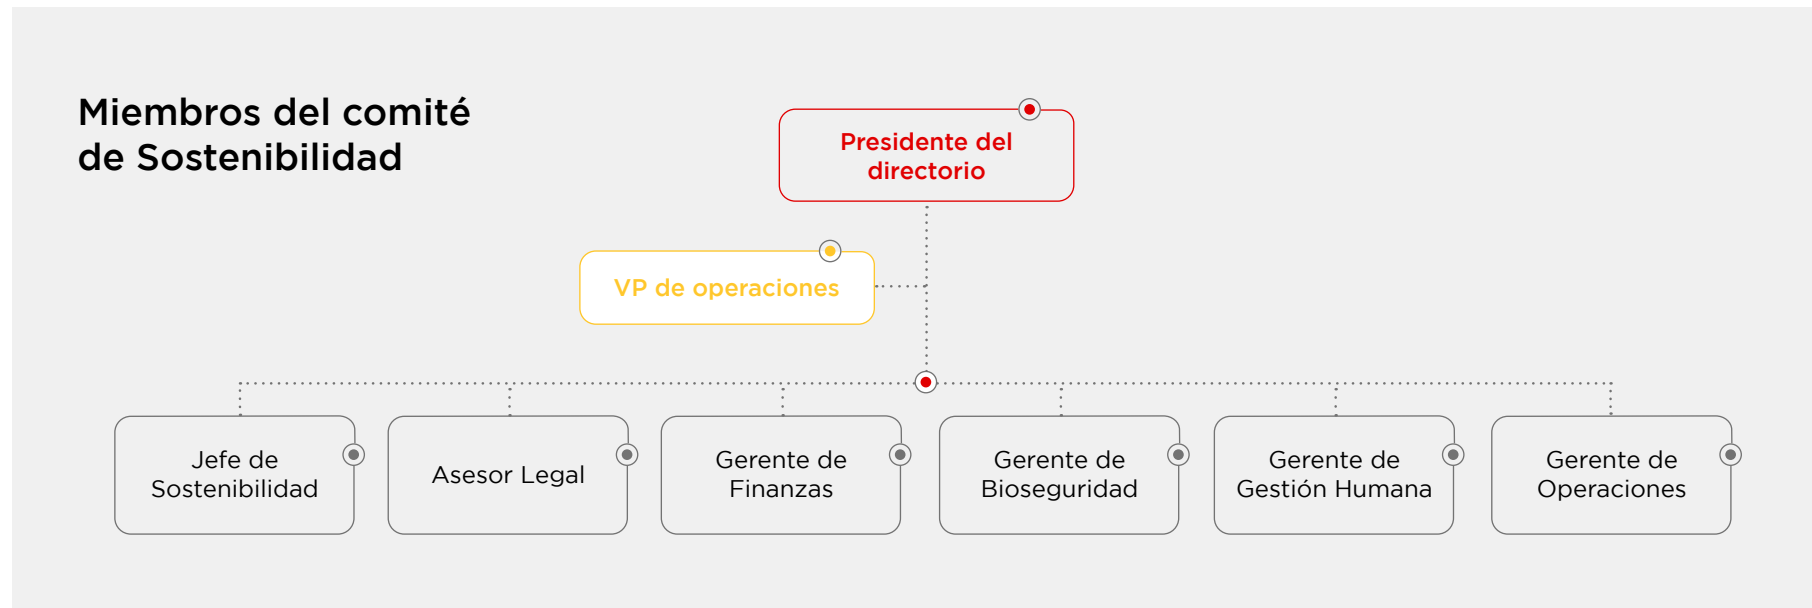 Miembros del comité
de Sostenibilidad
Presidente del
directorio
VP de operaciones
Jefe de
Sostenibilidad
Asesor Legal
Gerente de
Finanzas
Gerente de
Bioseguridad
Gerente de
Gestión Humana
Gerente de
Operaciones